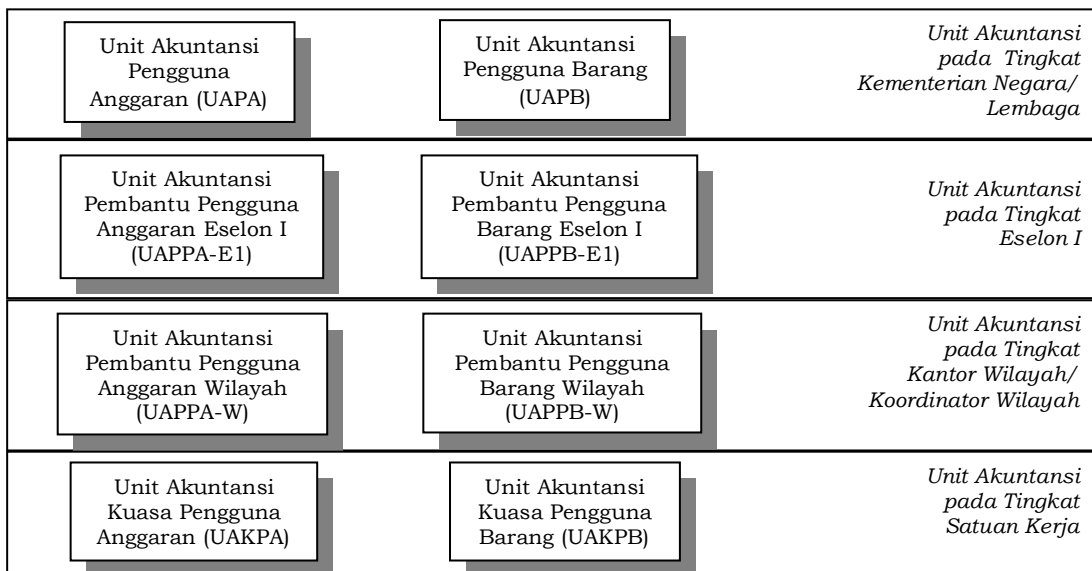 Unit Akuntansi
Pengguna
Anggaran (UAPA)
Unit Akuntansi
Pengguna Barang
(UAPB)
Unit Akuntansi
pada Tingkat
Kementerian Negara/
Lembaga
Unit Akuntansi
Pembantu Pengguna
Anggaran Eselon I
(UAPPA-E1)
Unit Akuntansi
Pembantu Pengguna
Barang Eselon I
(UAPPB-E1)
Unit Akuntansi
pada Tingkat
Eselon I
Unit Akuntansi
Pembantu Pengguna
Anggaran Wilayah
(UAPPA-W)
Unit Akuntansi
Pembantu Pengguna
Barang Wilayah
(UAPPB-W)
Unit Akuntansi
pada Tingkat
Kantor Wilayah/
Koordinator Wilayah
Unit Akuntansi
Kuasa Pengguna
Anggaran (UAKPA)
Unit Akuntansi
Kuasa Pengguna
Barang (UAKPB)
Unit Akuntansi
pada Tingkat
Satuan Kerja